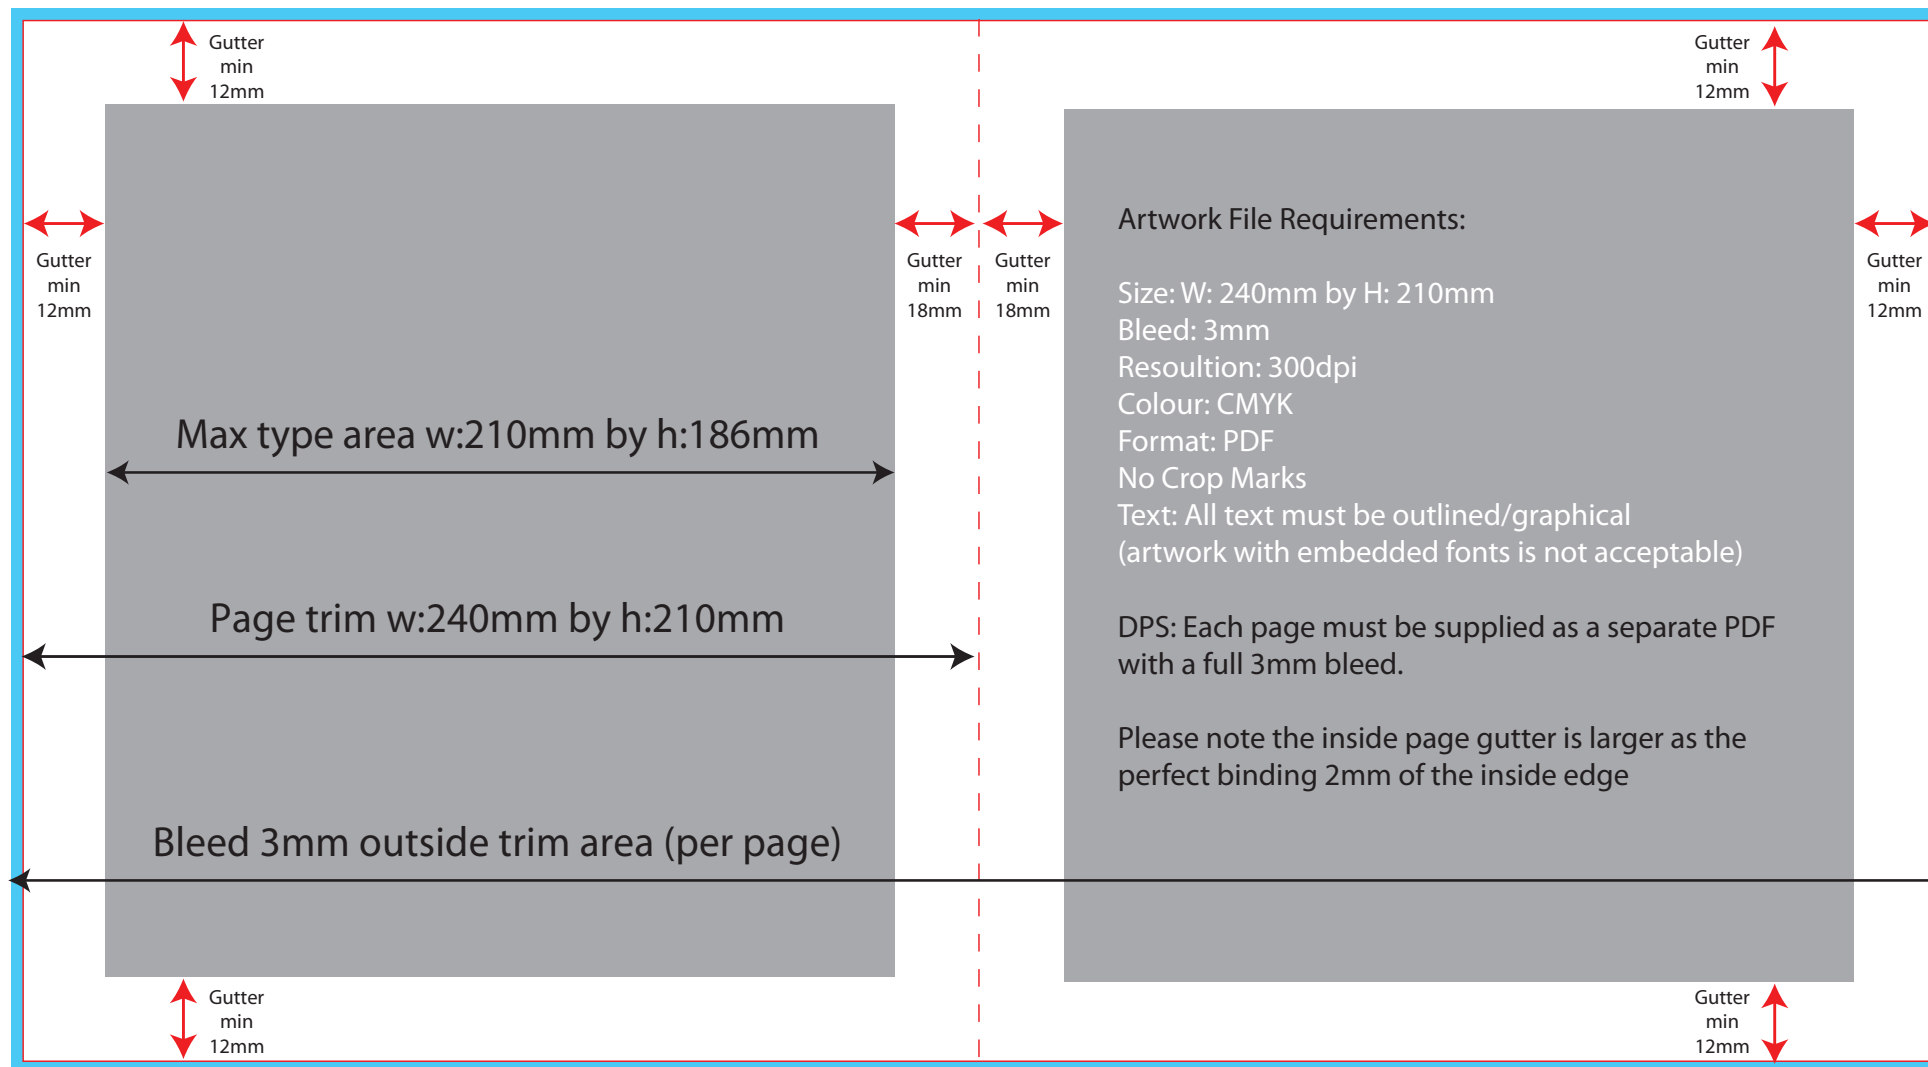 Gutter
min
12mm
Gutter
min
12mm
Gutter
min
12mm
Gutter
min
18mm
Gutter
min
18mm
Gutter
min
12mm
Max type area w:210mm by h:186mm
Page trim w:240mm by h:210mm
Bleed 3mm outside trim area (per page)
Artwork File Requirements:
Size: W: 240mm by H: 210mm
Bleed: 3mm
Resoultion: 300dpi
Colour: CMYK
Format: PDF
No Crop Marks
Text: All text must be outlined/graphical
(artwork with embedded fonts is not acceptable)
DPS: Each page must be supplied as a separate PDF
with a full 3mm bleed.
Please note the inside page gutter is larger as the
perfect binding 2mm of the inside edge
Gutter
min
12mm
Gutter
min
12mm